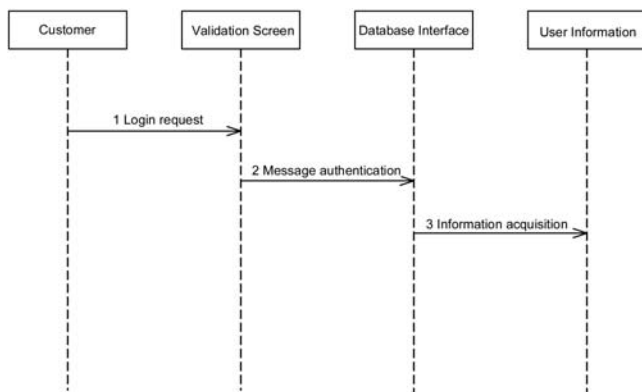 Customer
Validation Screen
Database Interface
User Information
1 Login request
2 Message authentication
3 Information acquisition